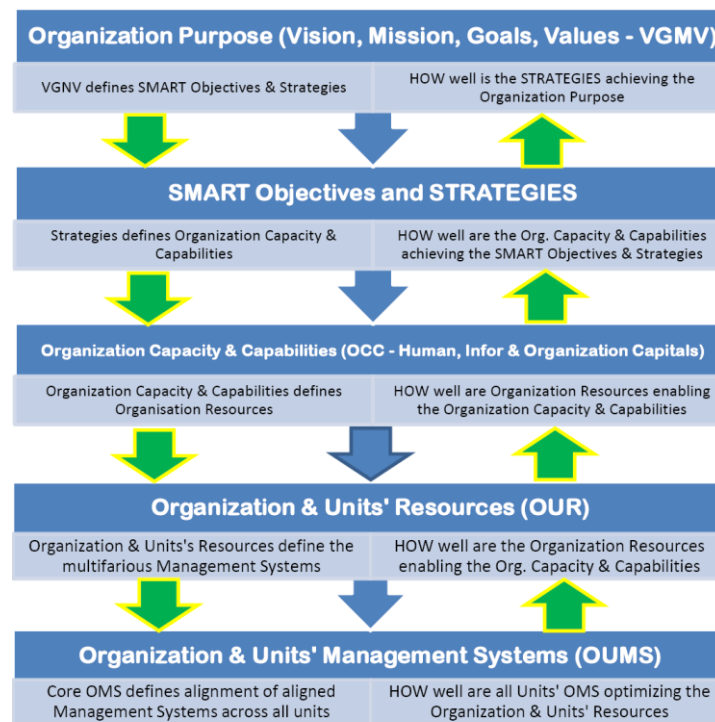 Organization Purpose (Vision, Mission, Goals, Values - VGMV)
VGNV defines SMART Objectives & Strategies
HOW well is the STRATEGIES achieving the
Organization Purpose
SMART Objectives and STRATEGIES
Strategies defines Organization Capacity &
Capabilities
HOW well are the Org. Capacity & Capabilities
achieving the SMART Objectives & Strategies
Organization Capacity & Capabilities (OCC - Human, Infor & Organization Capitals)
Organization Capacity & Capabilities defines
Organisation Resources
HOW well are Organization Resources enabling
the Organization Capacity & Capabilities
Organization & Units' Resources (OUR)
Organization & Units's Resources define the
multifarious Management Systems
HOW well are the Organization Resources
enabling the Org. Capacity & Capabilities
Organization & Units' Management Systems (OUMS)
Core OMS defines alignment of aligned
Management Systems across all units
HOW well are all Units' OMS optimizing the
Organization & Units' Resources